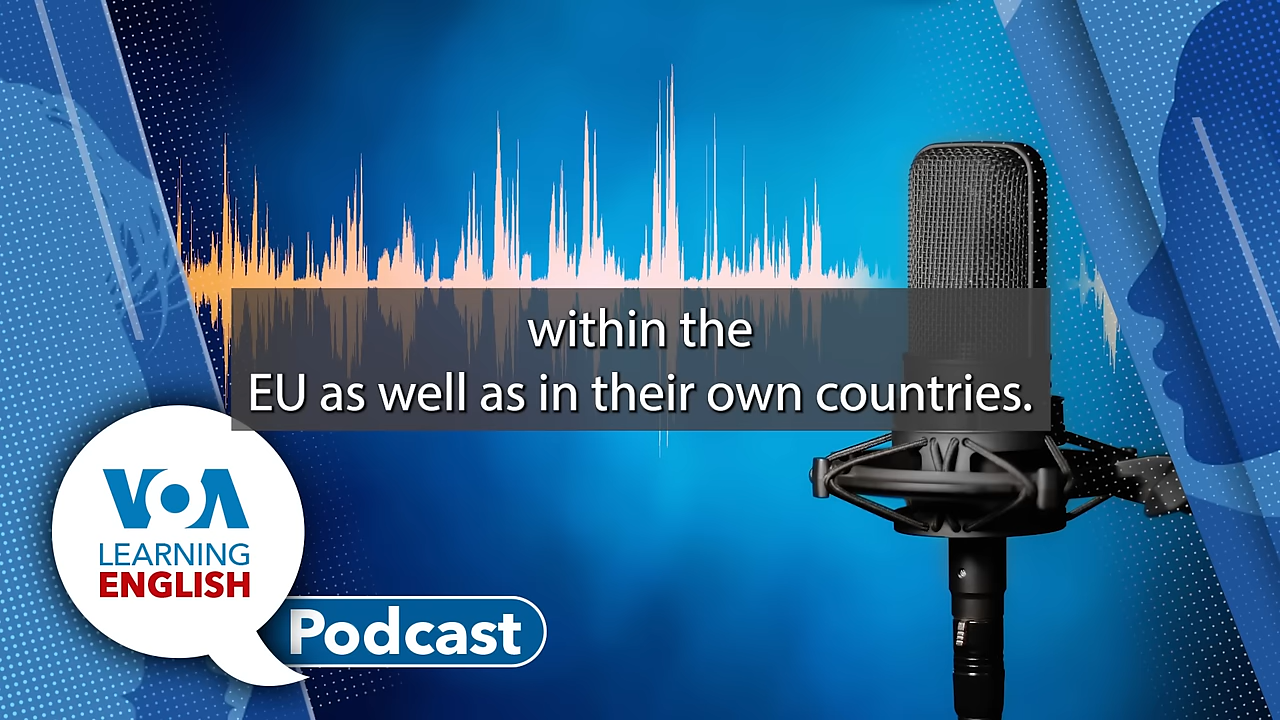 within the
EU as well as in their own countries.
VOA
LEARNING
ENGLISH
Podcast